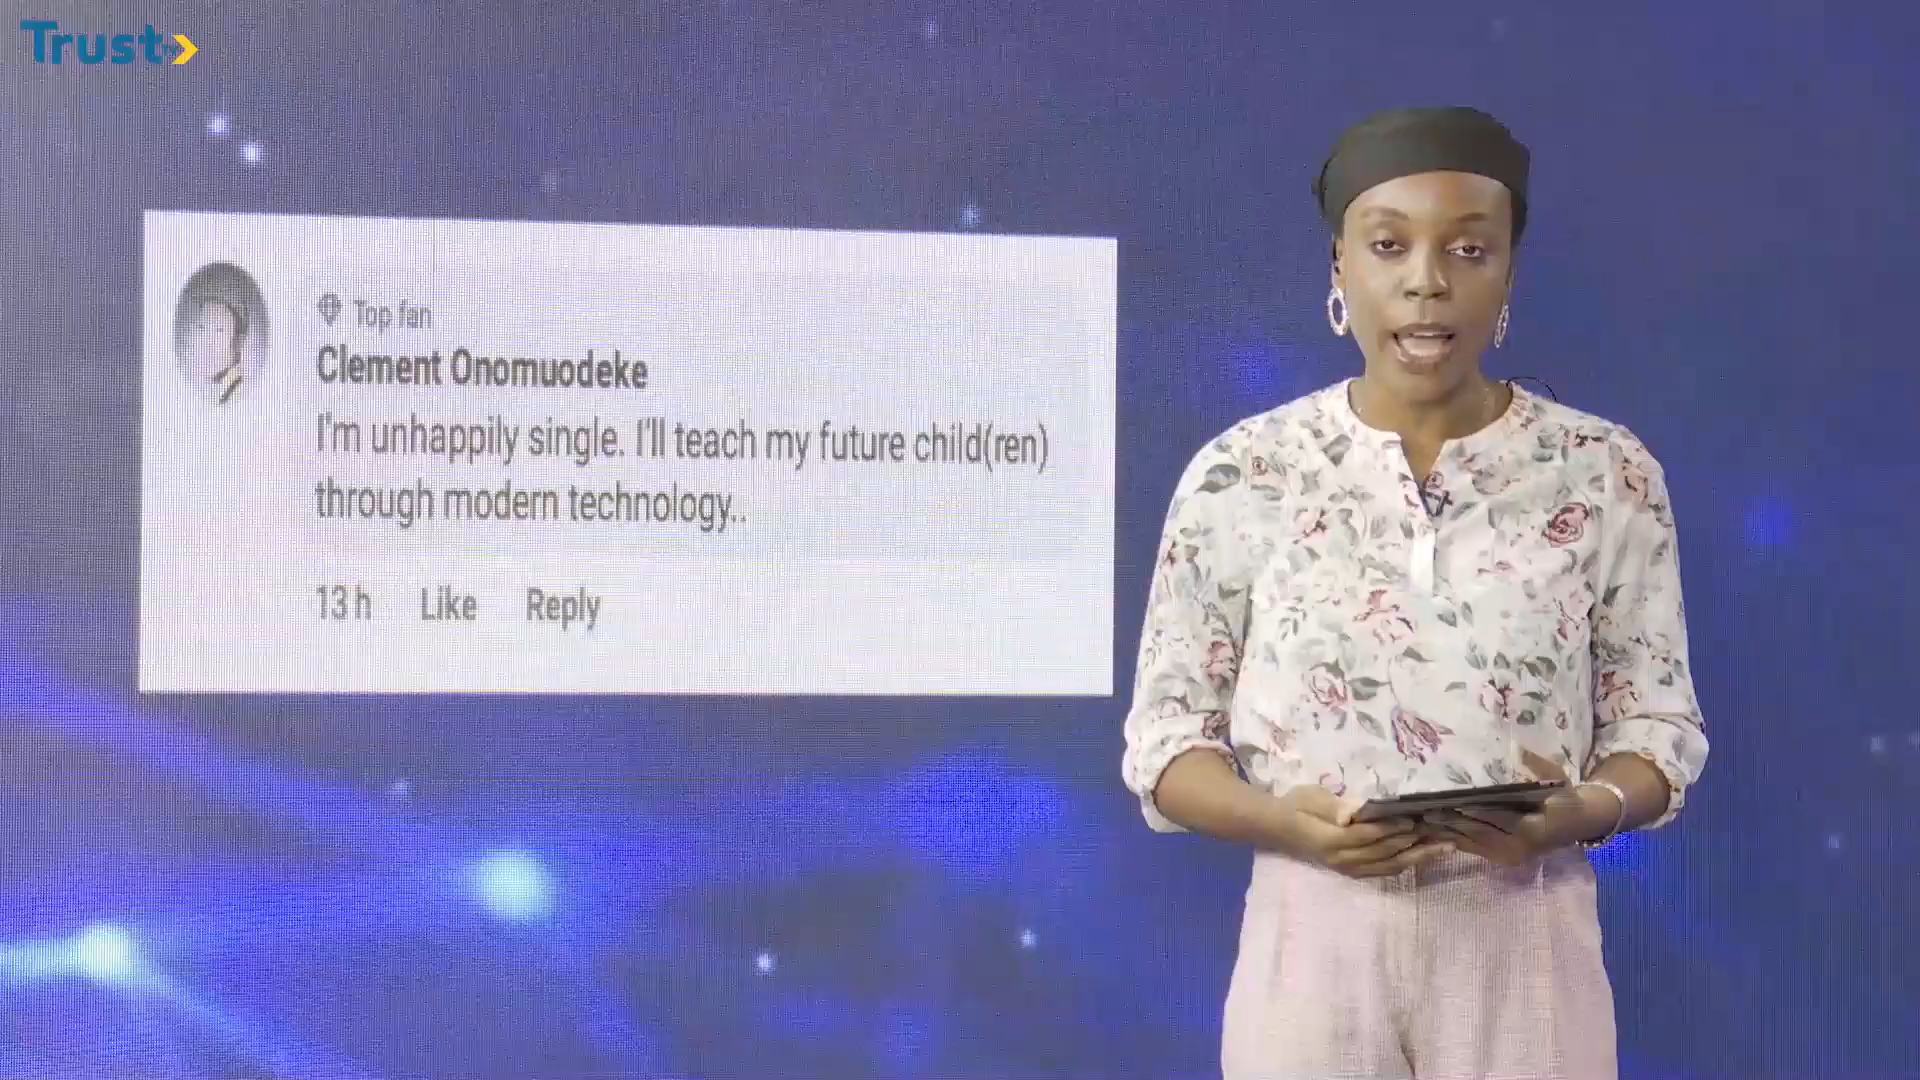 Trust
Top fan
Clement Onomuodeke
I'm unhappily single. I'll teach my future child(ren)
through modern technology..
13 h Like Reply